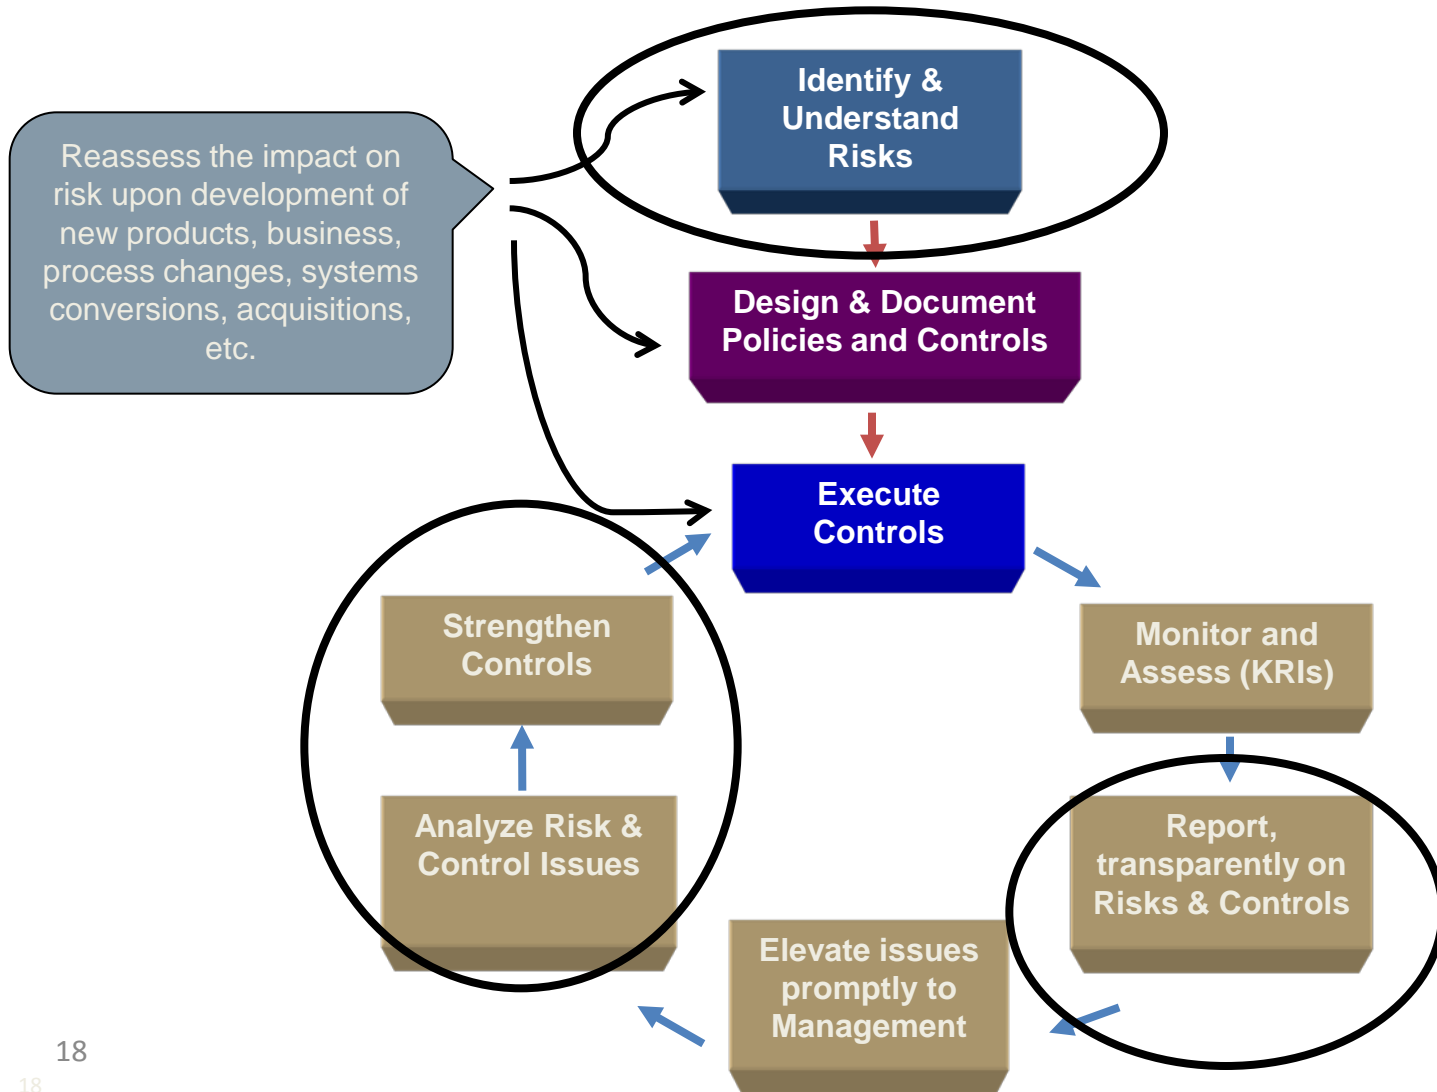 Identify &
Understand
Risks
Reassess the impact on
risk upon development of
new products, business,
process changes, systems
conversions, acquisitions,
etc.
Design & Document
Policies and Controls
Execute
Controls
Strengthen
Controls
Monitor and
Assess (KRIs)
Analyze Risk &
Control Issues
Report,
transparently on
Risks & Controls
Elevate issues
promptly to
Management
18
18